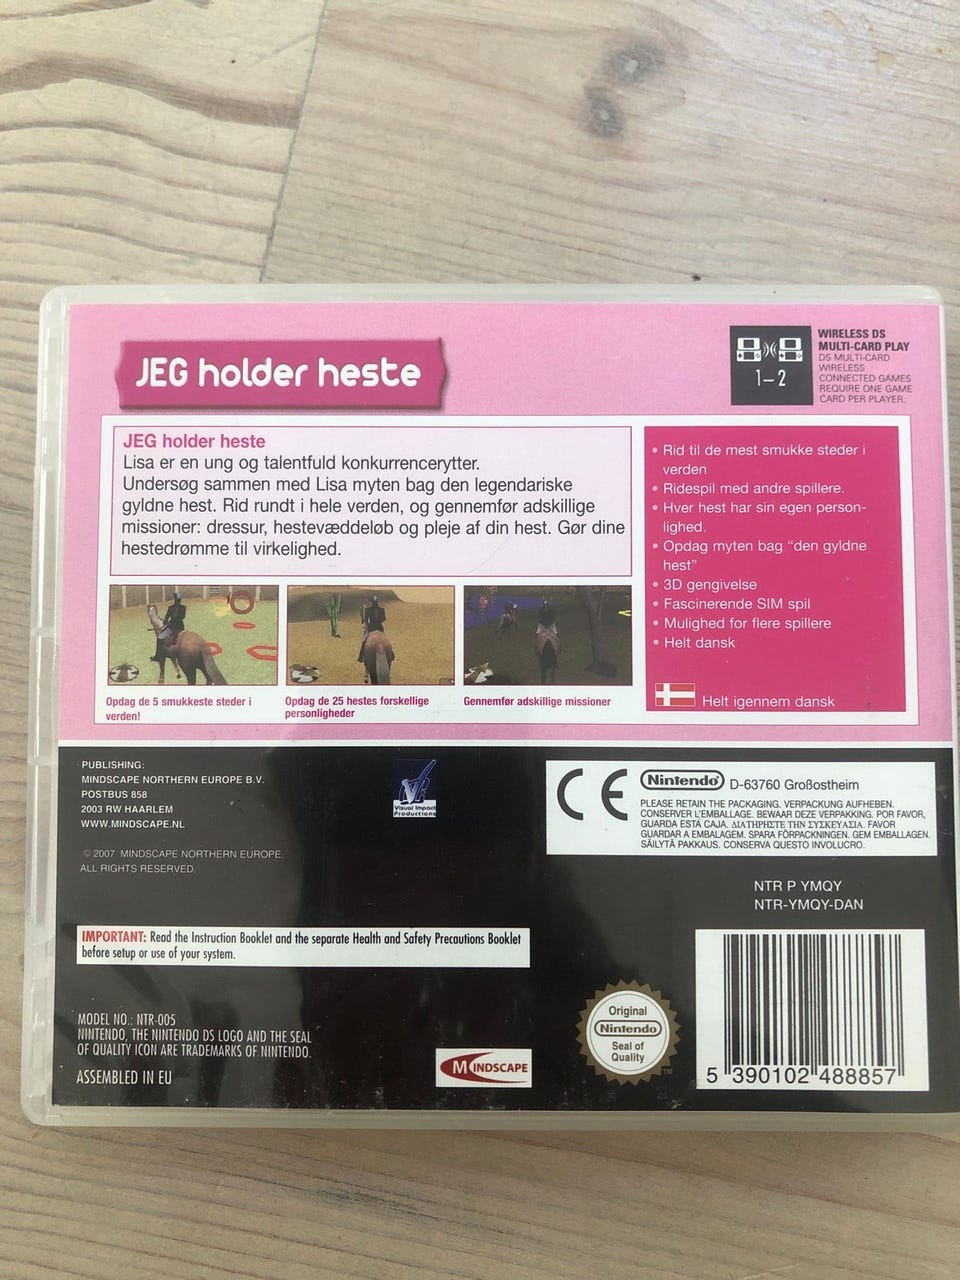 JEG holder heste
WIRELESS DS
MULTI-CARD PLAY
DS MULTI-CARD
WIRELESS
CONNECTED GAMES
REQUIRE ONE GAME
CARD PER PLAYER.
1–2
JEG holder heste
Lisa er en ung og talentfuld konkurrencerytter.
Undersøg sammen med Lisa myten bag den legendariske
gyldne hest. Rid rundt i hele verden, og gennemfør adskillige
missioner: dressur, hestevæddeløb og pleje af din hest. Gør dine
hestedrømme til virkelighed.
• Rid til de mest smukke steder i
verden
• Ridespil med andre spillere.
• Hver hest har sin egen person-
lighed.
• Opdag myten bag “den gyldne
hest”
• 3D gengivelse
• Fascinerende SIM spil
• Mulighed for flere spillere
• Helt dansk
Helt igennem dansk
Opdag de 5 smukkeste steder i
verden!
Opdag de 25 hestes forskellige
personligheder
Gennemfør adskillige missioner
PUBLISHING:
MINDSCAPE NORTHERN EUROPE B.V.
POSTBUS 858
2003 RW HAARLEM
WWW.MINDSCAPE.NL
© 2007 MINDSCAPE NORTHERN EUROPE.
ALL RIGHTS RESERVED.
Visual Impact
Productions
CE
Nintendo® D-63760 Großostheim
PLEASE RETAIN THE PACKAGING. VERPACKUNG AUFHEBEN.
CONSERVER L'EMBALLAGE. BEWAAR DEZE VERPAKKING. POR FAVOR,
GUARDA ESTA CAJA. ΔΙΑΤΗΡΗΣΤΕ ΤΗΝ ΣΥΣΚΕΥΑΣΙΑ. FAVOR
GUARDAR A EMBALAGEM. SPARA FÖRPACKNINGEN. GEM EMBALLAGEN.
SÄILYTÄ PAKKAUS. CONSERVA QUESTO INVOLUCRO.
NTR P YMQY
NTR-YMQY-DAN
IMPORTANT: Read the Instruction Booklet and the separate Health and Safety Precautions Booklet
before setup or use of your system.
MODEL NO.: NTR-005
NINTENDO, THE NINTENDO DS LOGO AND THE SEAL
OF QUALITY ICON ARE TRADEMARKS OF NINTENDO.
ASSEMBLED IN EU
MINDSCAPE
Original
Nintendo
Seal of
Quality
TM
5 390102 488857